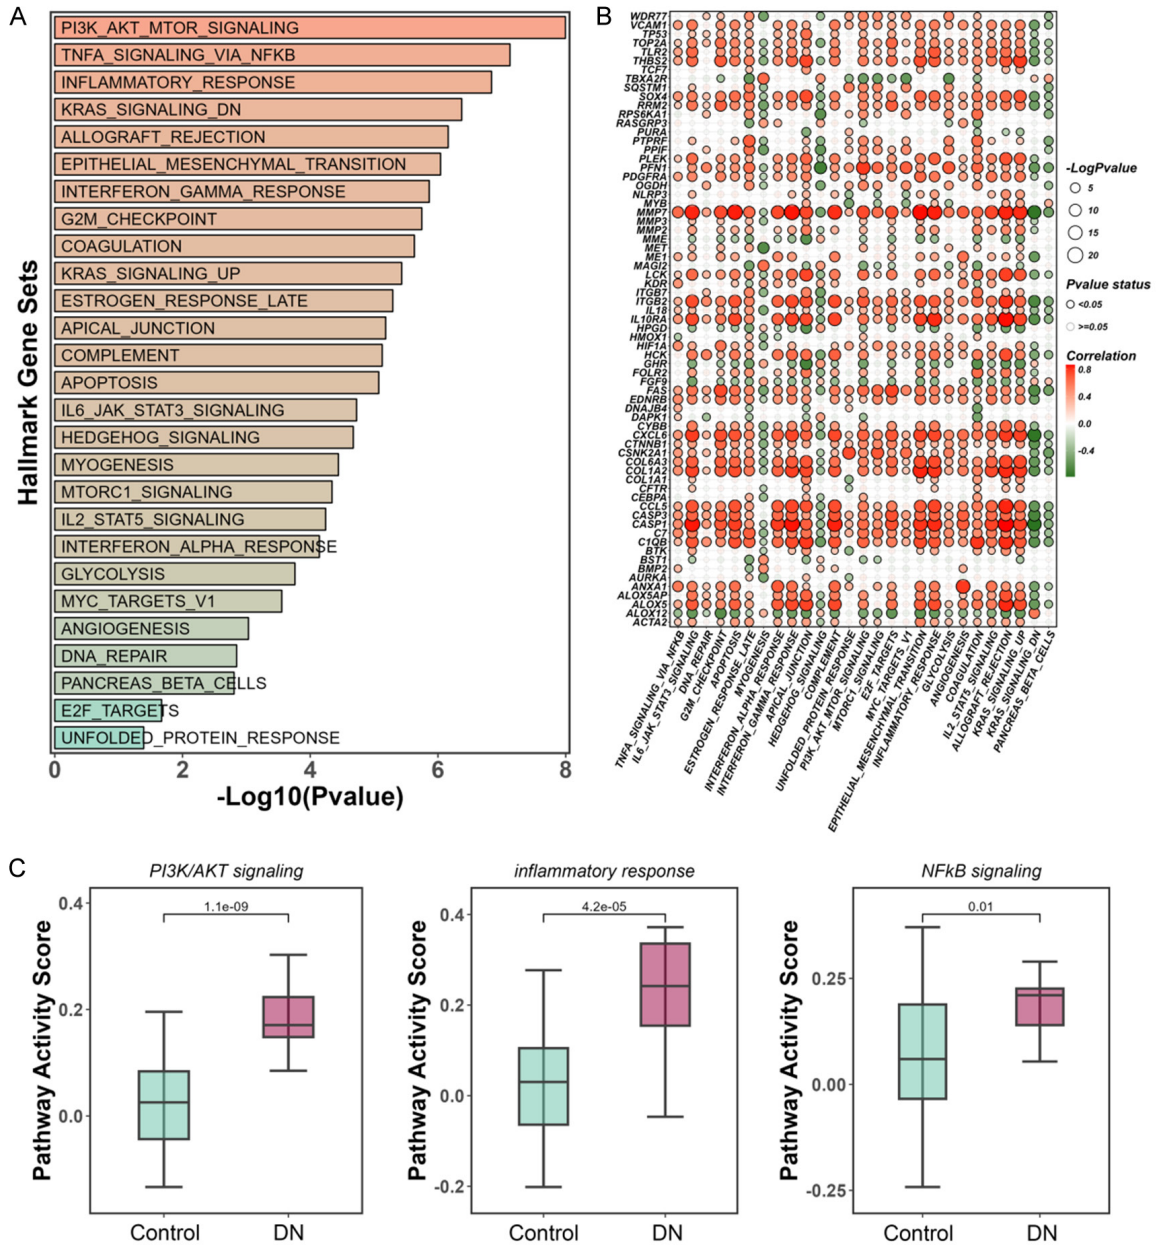 A
PI3K_AKT_MTOR_SIGNALING
TNFA_SIGNALING_VIA_NFKB
INFLAMMATORY_RESPONSE
KRAS_SIGNALING_DN
ALLOGRAFT_REJECTION
EPITHELIAL_MESENCHYMAL_TRANSITION
INTERFERON_GAMMA_RESPONSE
G2M_CHECKPOINT
COAGULATION
KRAS_SIGNALING_UP
ESTROGEN_RESPONSE_LATE
APICAL_JUNCTION
COMPLEMENT
APOPTOSIS
IL6_JAK_STAT3_SIGNALING
HEDGEHOG_SIGNALING
MYOGENESIS
MTORC1_SIGNALING
IL2_STAT5_SIGNALING
INTERFERON_ALPHA_RESPONSE
GLYCOLYSIS
MYC_TARGETS_V1
ANGIOGENESIS
DNA_REPAIR
PANCREAS_BETA_CELLS
E2F_TARGETS
UNFOLDED_PROTEIN_RESPONSE
Hallmark Gene Sets
0 2 4 6 8
-Log10(Pvalue)
B
WDR77
VCAM1
TP53
TOP2A
TLR2
THBS2
TCF7
TBXA2R
SQSTM1
SOX4
RRM2
RPS6KA1
RASGRP3
PURA
PTPRF
PPIF
PLEK
PFN1
PDGFRA
OGDH
NLRP3
MYB
MMP7
MMP3
MMP2
MME
MET
ME1
MAGI2
LCK
KDR
ITGB7
ITGB2
IL18
IL10RA
HPGD
HMOX1
HIF1A
HCK
GHR
FOLR2
FGF9
FAS
EDNRB
DNAJB4
DAPK1
CYBB
CXCL6
CTNNB1
CSNK2A1
COL6A3
COL1A2
COL1A1
CFTR
CEBPA
CCL5
CASP3
CASP1
C7
C1QB
BTK
BST1
BMP2
AURKA
ANXA1
ALOX5AP
ALOX5
ALOX12
ACTA2
TNFA_SIGNALING_VIA_NFKB
IL6_JAK_STAT3_SIGNALING
DNA_REPAIR
G2M_CHECKPOINT
APOPTOSIS
ESTROGEN_RESPONSE_LATE
MYOGENESIS
INTERFERON_ALPHA_RESPONSE
INTERFERON_GAMMA_RESPONSE
APICAL_JUNCTION
HEDGEHOG_SIGNALING
COMPLEMENT
UNFOLDED_PROTEIN_RESPONSE
PI3K_AKT_MTOR_SIGNALING
MTORC1_SIGNALING
E2F_TARGETS
MYC_TARGETS_V1
EPITHELIAL_MESENCHYMAL_TRANSITION
INFLAMMATORY_RESPONSE
GLYCOLYSIS
ANGIOGENESIS
COAGULATION
IL2_STAT5_SIGNALING
ALLOGRAFT_REJECTION
KRAS_SIGNALING_UP
KRAS_SIGNALING_DN
PANCREAS_BETA_CELLS
-LogPvalue
5
10
15
20
Pvalue status
<0.05
>=0.05
Correlation
0.8
0.4
0.0
-0.4
C
PI3K/AKT signaling
Pathway Activity Score
0.4
0.2
0.0
1.1e-09
Control DN
inflammatory response
Pathway Activity Score
0.4
0.2
0.0
-0.2
4.2e-05
Control DN
NFkB signaling
Pathway Activity Score
0.25
0.00
-0.25
0.01
Control DN